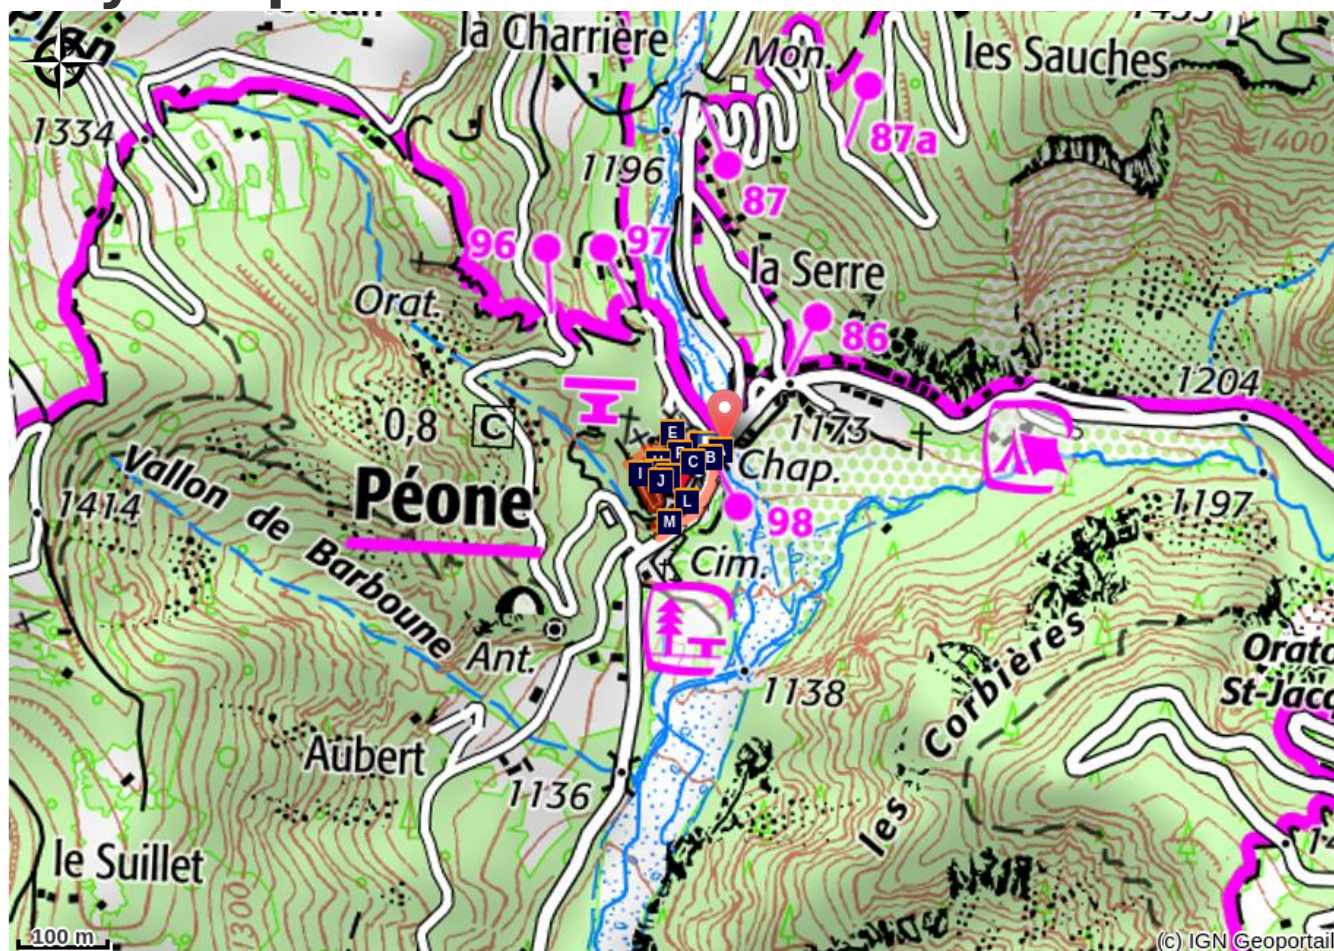 la Charrière
Mon.
les Sauches
1334
87a
1400
1196
87
96
97
la Serre
Orat.
86
1204
0,8
C
E
1173
B
C
Chap.
I
J
Vallon de Barboune
Péone
L
1414
98
1197
M
Cim.
Ant.
les Corbières
1138
St-Jac
Aubert
1136
le Suillet
1300
100 m
(c) IGN Geoportail